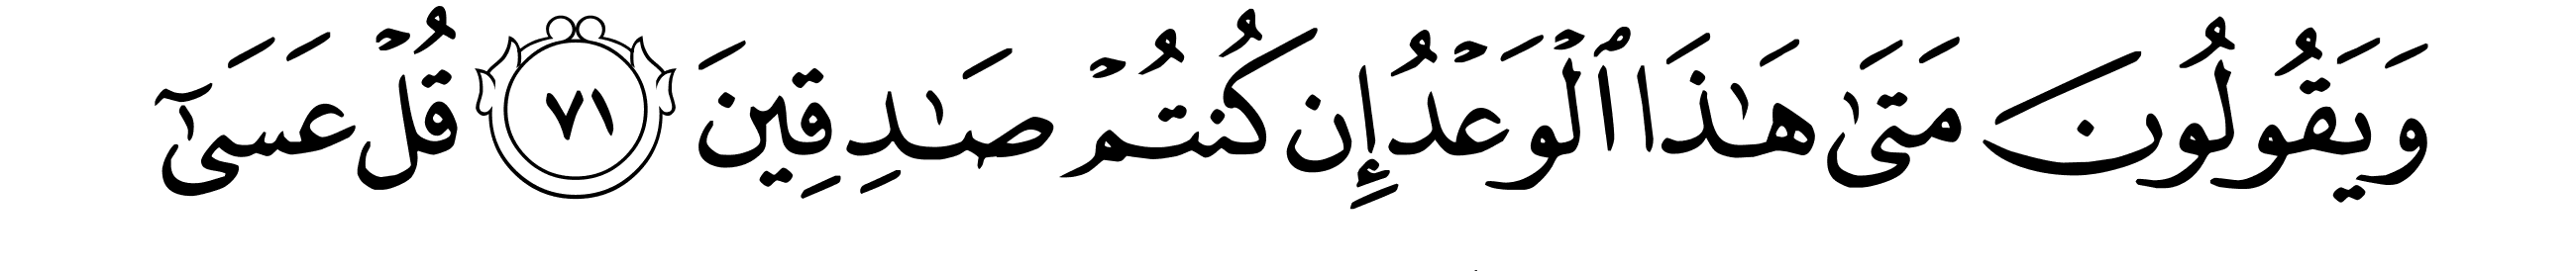 وَيَقُولُونَ مَتَىٰ هَـٰذَا ٱلْوَعْدُ إِن كُنتُمْ صَـٰدِقِينَ ٧١ قُلْ عَسَىٰٓ